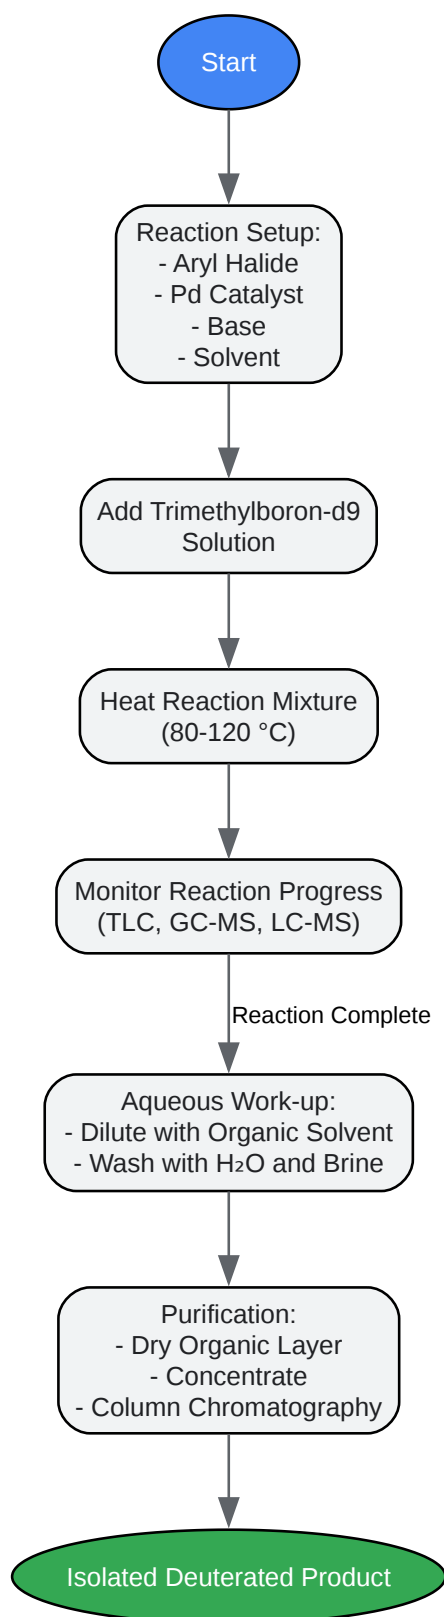 Start
Reaction Setup:
- Aryl Halide
- Pd Catalyst
- Base
- Solvent
Add Trimethylboron-d9
Solution
Heat Reaction Mixture
(80-120 °C)
Monitor Reaction Progress
(TLC, GC-MS, LC-MS)
Reaction Complete
Aqueous Work-up:
- Dilute with Organic Solvent
- Wash with H₂O and Brine
Purification:
- Dry Organic Layer
- Concentrate
- Column Chromatography
Isolated Deuterated Product